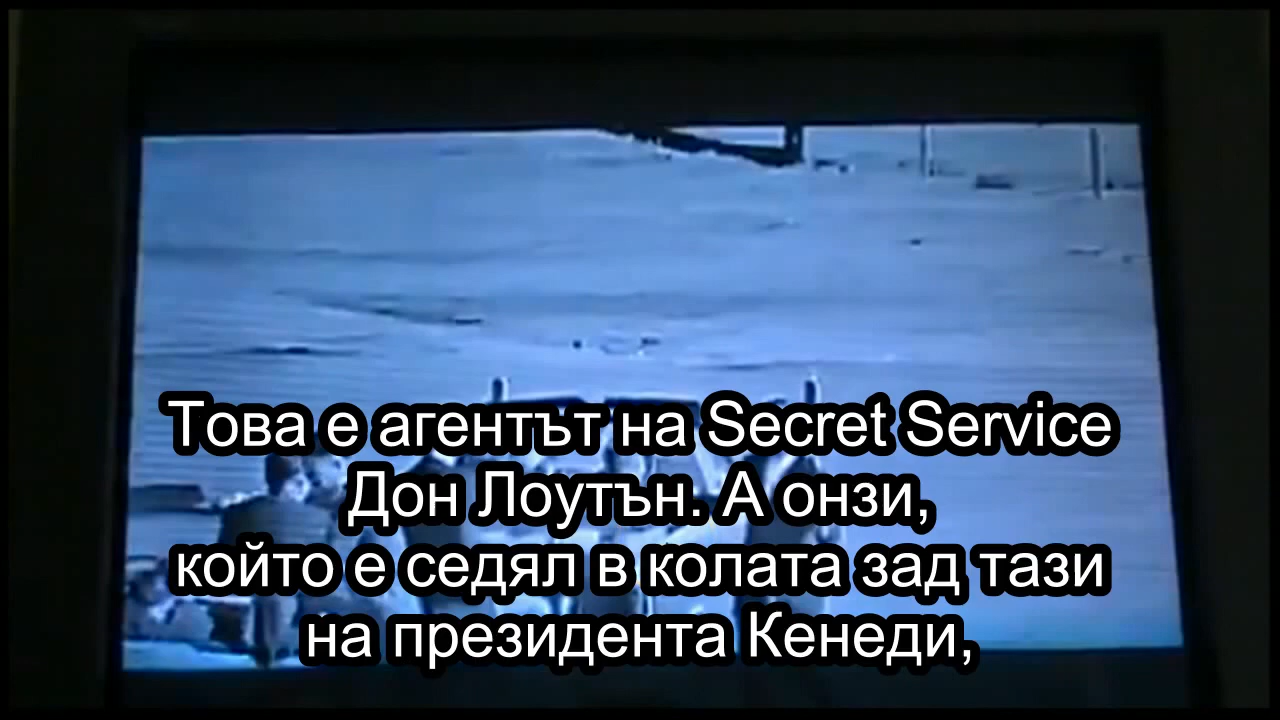 Това е агентът на Secret Service
Дон Лоутън. А онзи,
който е седял в колата зад тази
на президента Кенеди,